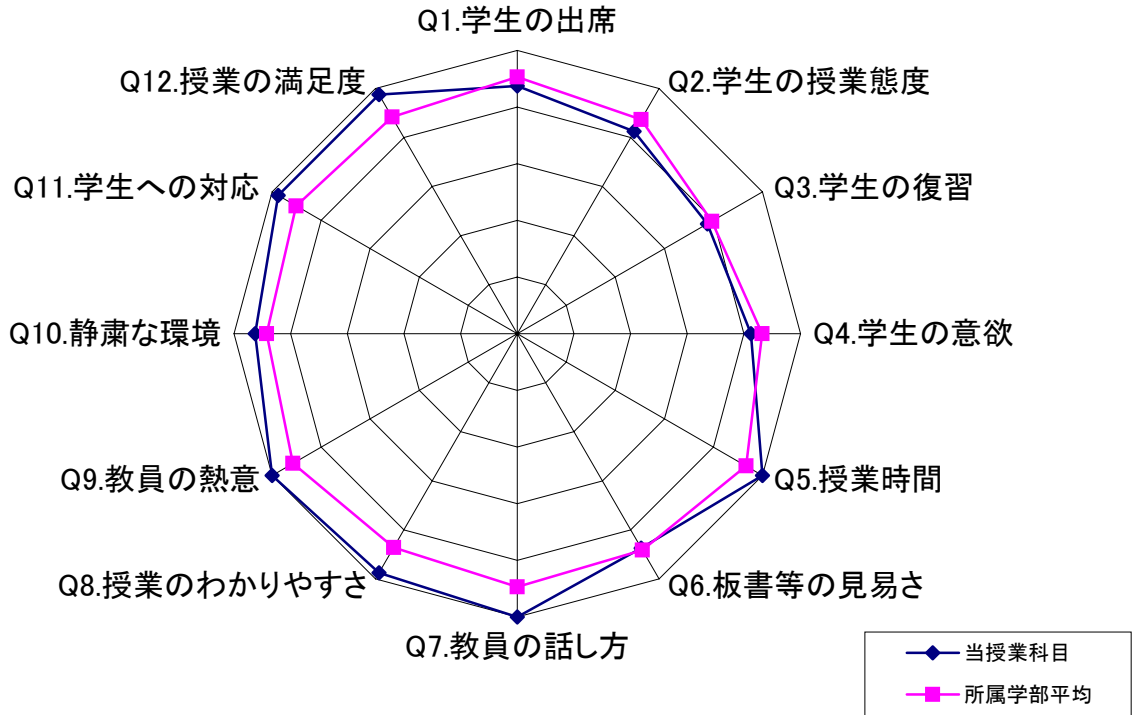 Q1.学生の出席
Q12.授業の満足度
Q2.学生の授業態度
Q11.学生への対応
Q3.学生の復習
Q10.静粛な環境
Q4.学生の意欲
Q9.教員の熱意
Q5.授業時間
Q8.授業のわかりやすさ
Q6.板書等の見易さ
Q7.教員の話し方
当授業科目
所属学部平均